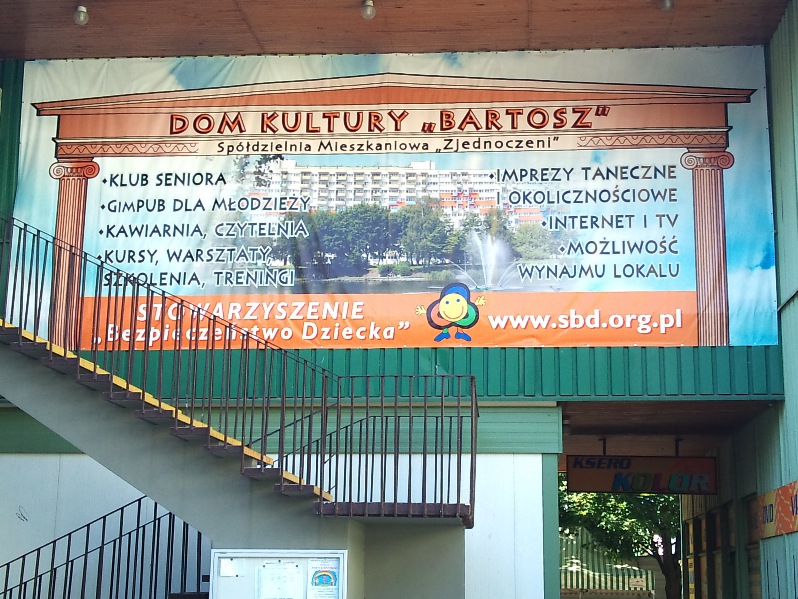 DOM KULTURY „BARTOSZ"
Spółdzielnia Mieszkaniowa „Zjednoczeni"
•KLUB SENIORA
•GIMPUB DLA MŁODZIEŻY
•KAWIARNIA, CZYTELNIA
•KURSY, WARSZTATY,
SZKOLENIA, TRENINGI
•IMPREZY TANECZNE
I OKOLICZNOŚCIOWE
•INTERNET I TV
•MOŻLIWOŚĆ
WYNAJMU LOKALU
STOWARZYSZENIE
„Bezpieczeństwo Dziecka"
www.sbd.org.pl
KSERO
KOLOR